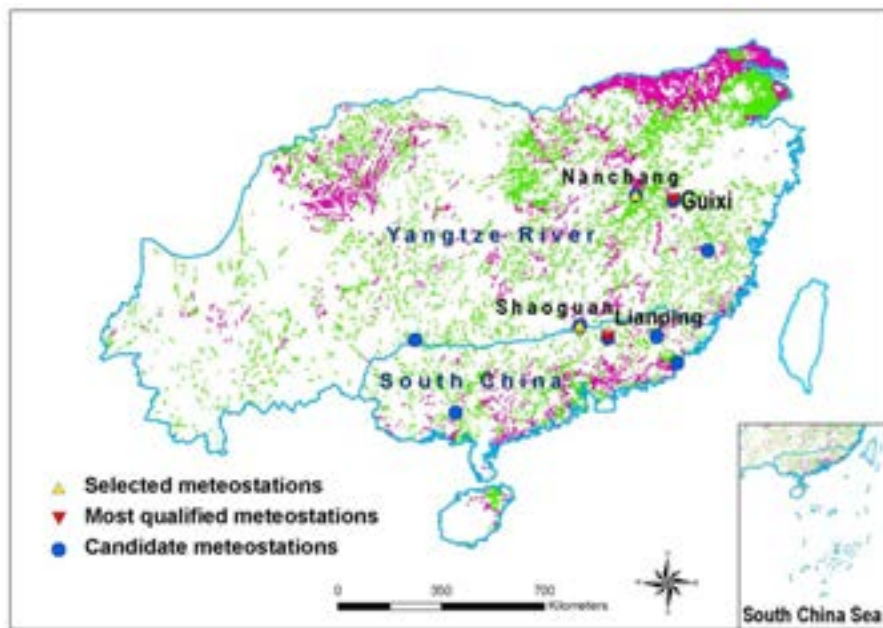 Nanchang
Guixi
Yangtze River
Shaoguan
Lianping
South China
Selected meteostations
Most qualified meteostations
Candidate meteostations
0 350 700
Kilometers
South China Sea